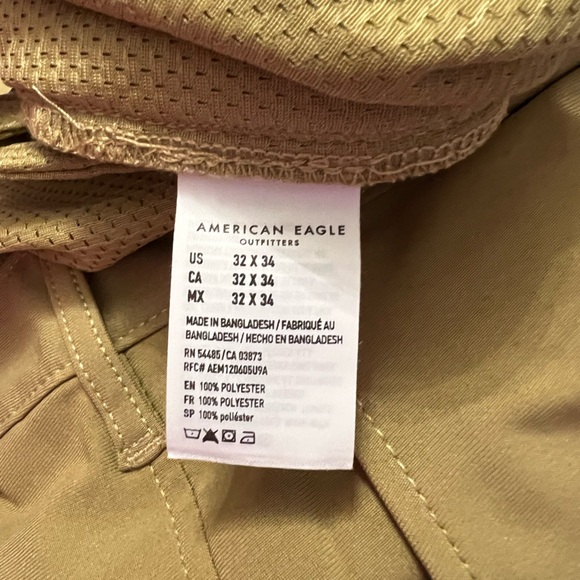 AMERICAN EAGLE
OUTFITTERS
US 32 X 34
CA 32 X 34
MX 32 X 34
MADE IN BANGLADESH / FABRIQUÉ AU
BANGLADESH / HECHO EN BANGLADESH
RN 54485 / CA 03873
RFC# AEM120605U9A
EN 100% POLYESTER
FR 100% POLYESTER
SP 100% poliéster